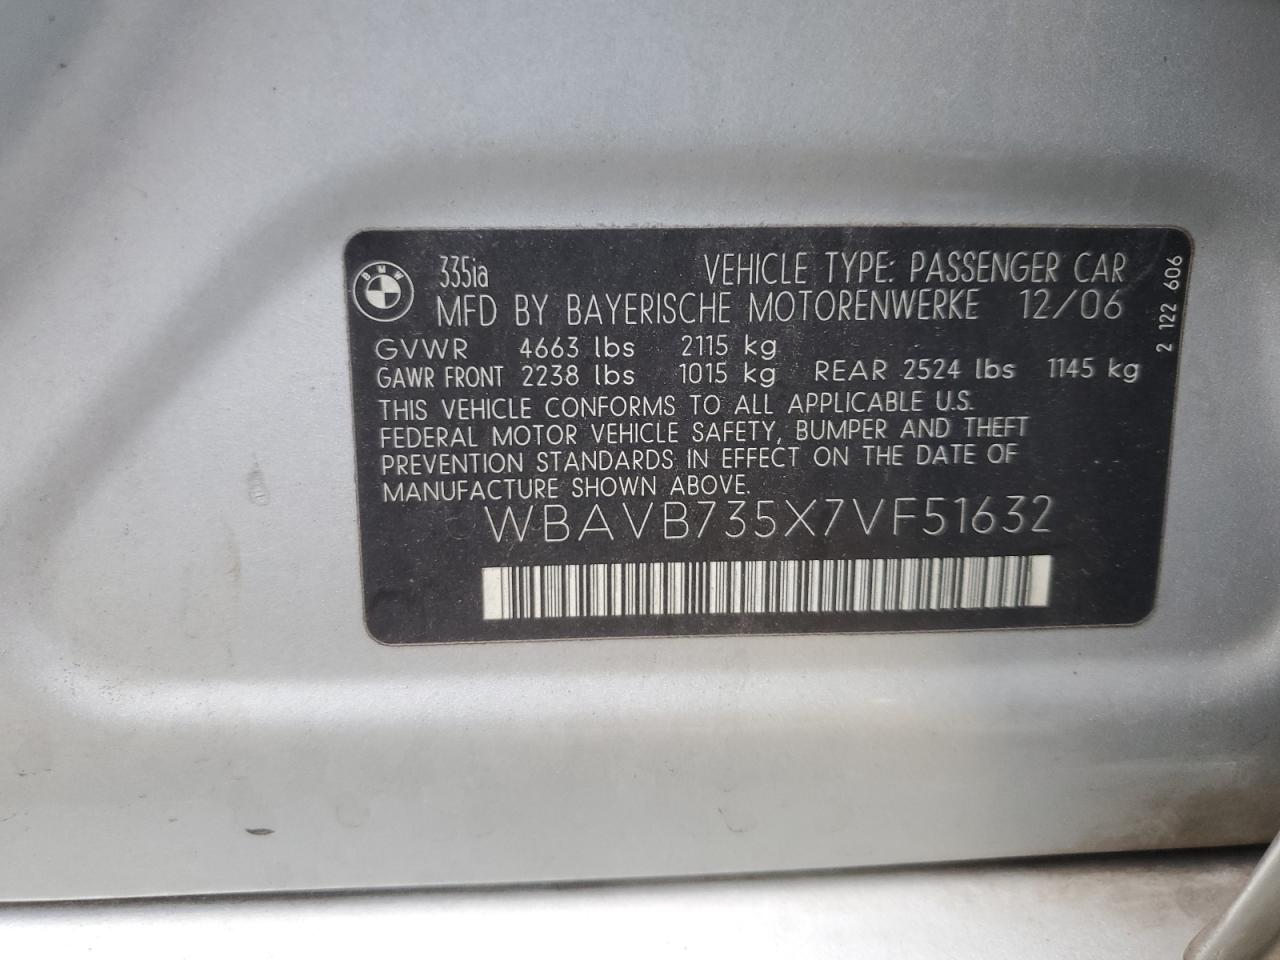 BMW
335ia VEHICLE TYPE: PASSENGER CAR
MFD BY BAYERISCHE MOTORENWERKE 12/06
GVWR 4663 lbs 2115 kg
GAWR FRONT 2238 lbs 1015 kg REAR 2524 lbs 1145 kg
THIS VEHICLE CONFORMS TO ALL APPLICABLE U.S.
FEDERAL MOTOR VEHICLE SAFETY, BUMPER AND THEFT
PREVENTION STANDARDS IN EFFECT ON THE DATE OF
MANUFACTURE SHOWN ABOVE.
WBAVB735X7VF51632
2 122 606